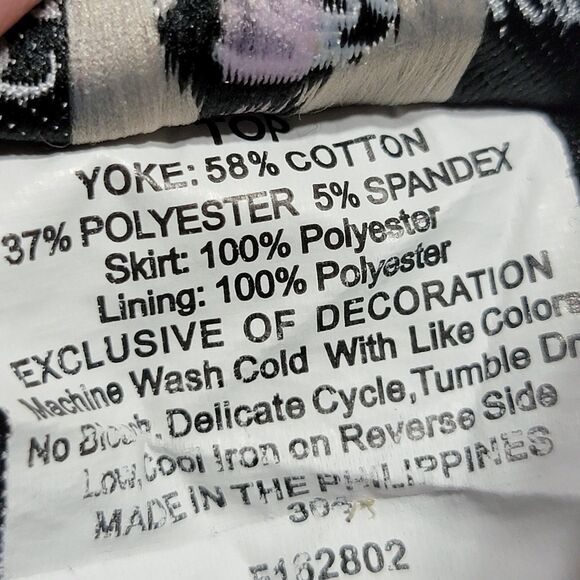 TOP
YOKE: 58% COTTON
37% POLYESTER 5% SPANDEX
Skirt: 100% Polyester
Lining: 100% Polyester
EXCLUSIVE OF DECORATION
Machine Wash Cold With Like Colors
No Bleach, Delicate Cycle, Tumble Dr
Low, Cool Iron on Reverse Side
MADE IN THE PHILIPPINES